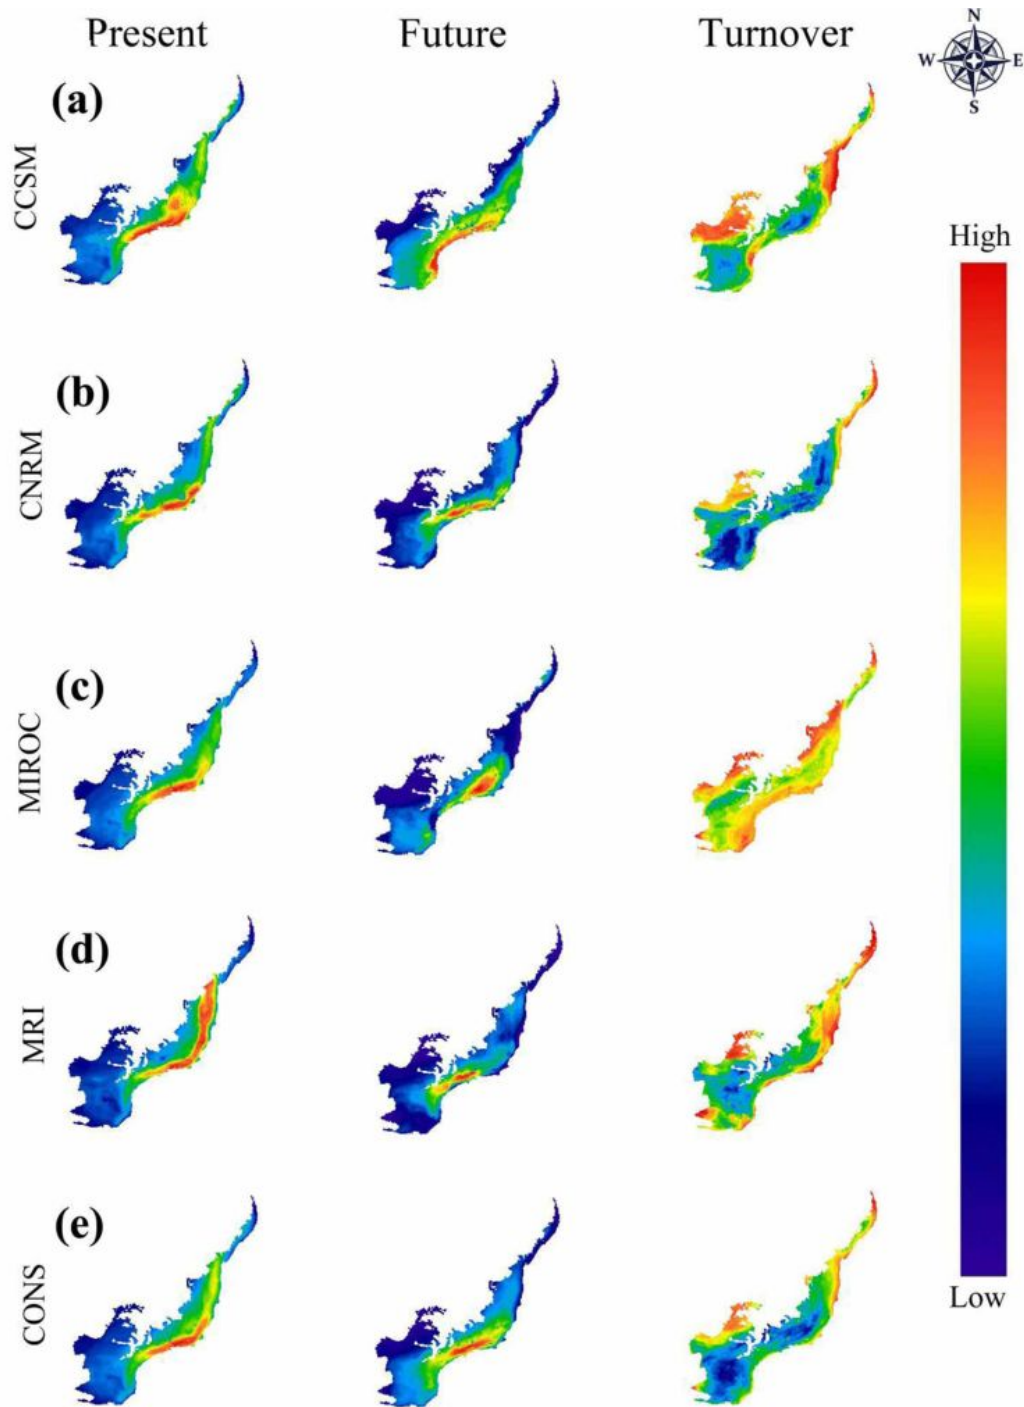 Present Future Turnover
N
W E
S
(a)
CCSM
High
(b)
CNRM
(c)
MIROC
(d)
MRI
(e)
CONS
Low